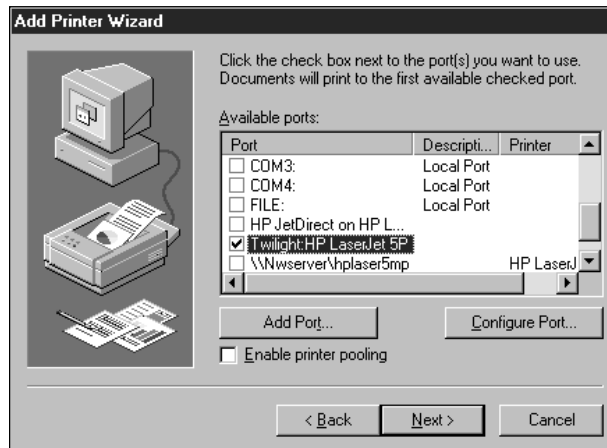 Add Printer Wizard
Click the check box next to the port(s) you want to use.
Documents will print to the first available checked port.
Available ports:
Port Descripti... Printer
COM3: Local Port
COM4: Local Port
FILE: Local Port
HP JetDirect on HP L...
Twilight:HP LaserJet 5P
\\Nwserver\hplaser5mp HP LaserJ
Add Port... Configure Port...
Enable printer pooling
< Back Next > Cancel